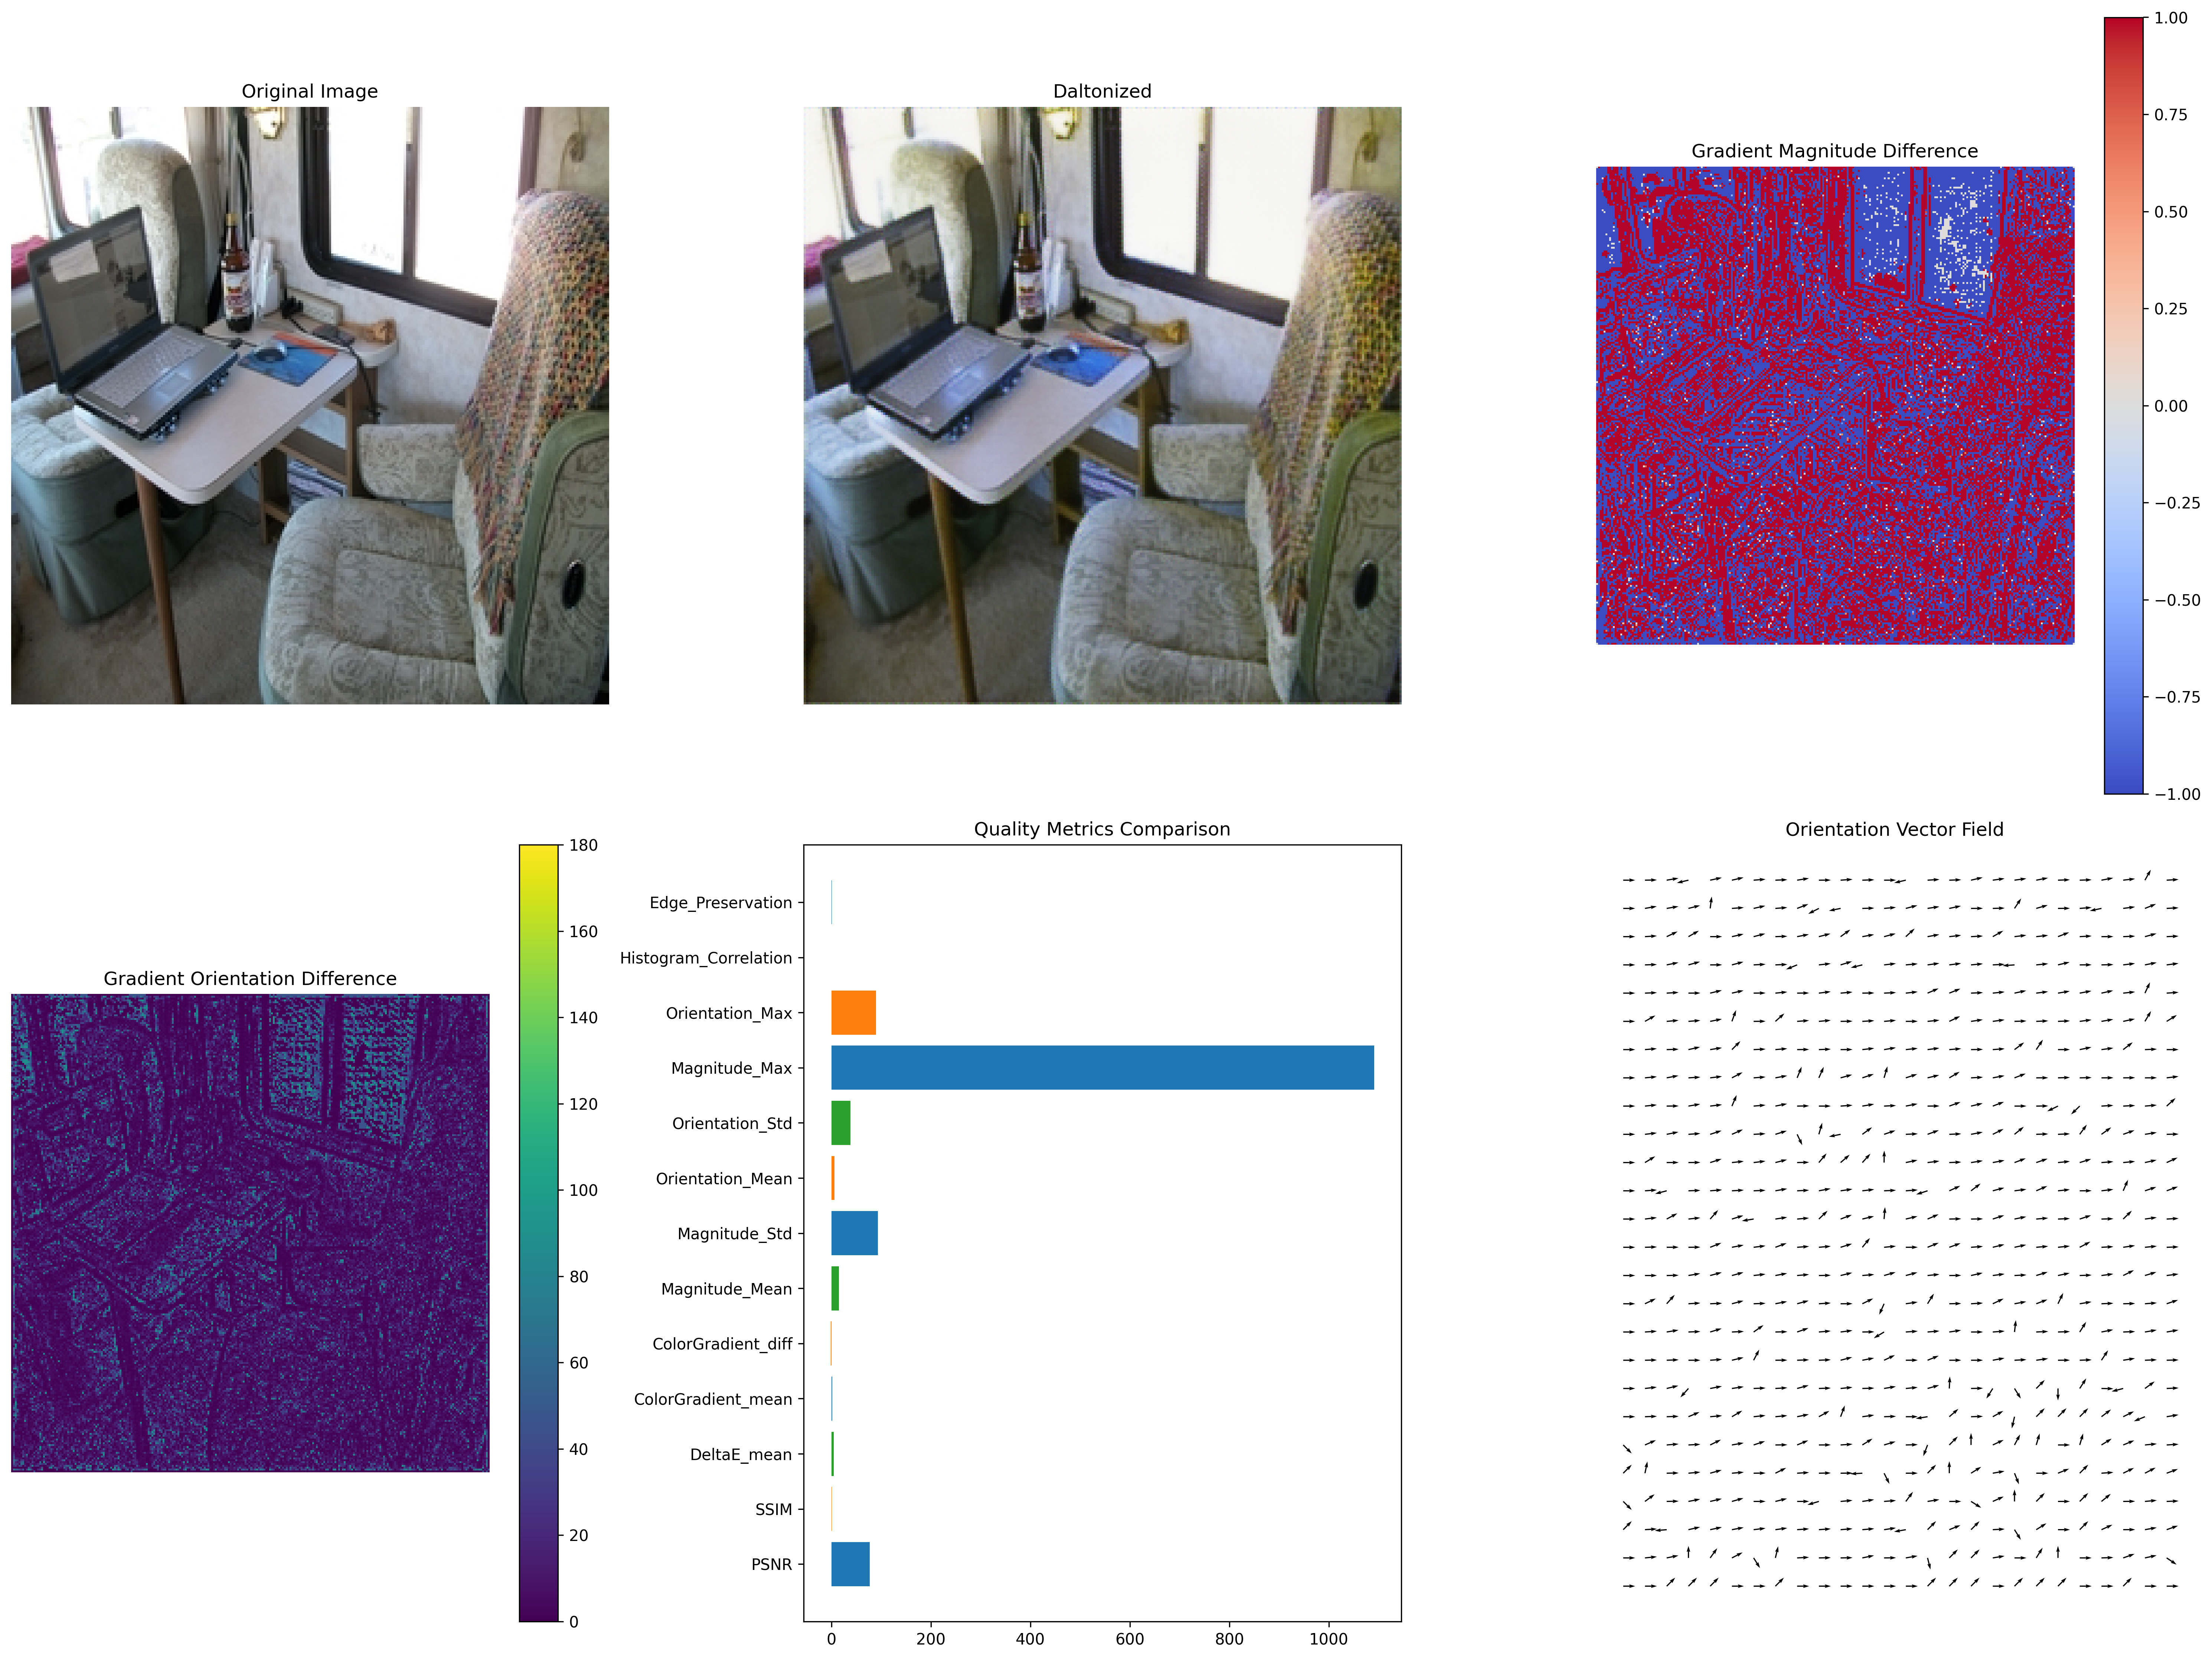 Original Image
Daltonized
Gradient Magnitude Difference
1.00
0.75
0.50
0.25
0.00
−0.25
−0.50
−0.75
−1.00
Gradient Orientation Difference
180
160
140
120
100
80
60
40
20
0
Quality Metrics Comparison
Edge_Preservation
Histogram_Correlation
Orientation_Max
Magnitude_Max
Orientation_Std
Orientation_Mean
Magnitude_Std
Magnitude_Mean
ColorGradient_diff
ColorGradient_mean
DeltaE_mean
SSIM
PSNR
0 200 400 600 800 1000
Orientation Vector Field